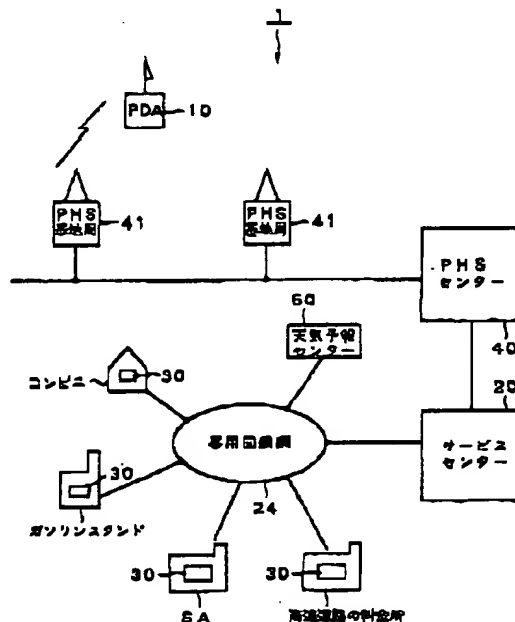 1
PDA
10
PHS
基地局
41
PHS
基地局
41
PHS
センター
40
60
天気予報
センター
コンビニ
30
20
サービス
センター
専用回線網
24
30
ガソリンスタンド
30
SA
30
高速道路の料金所